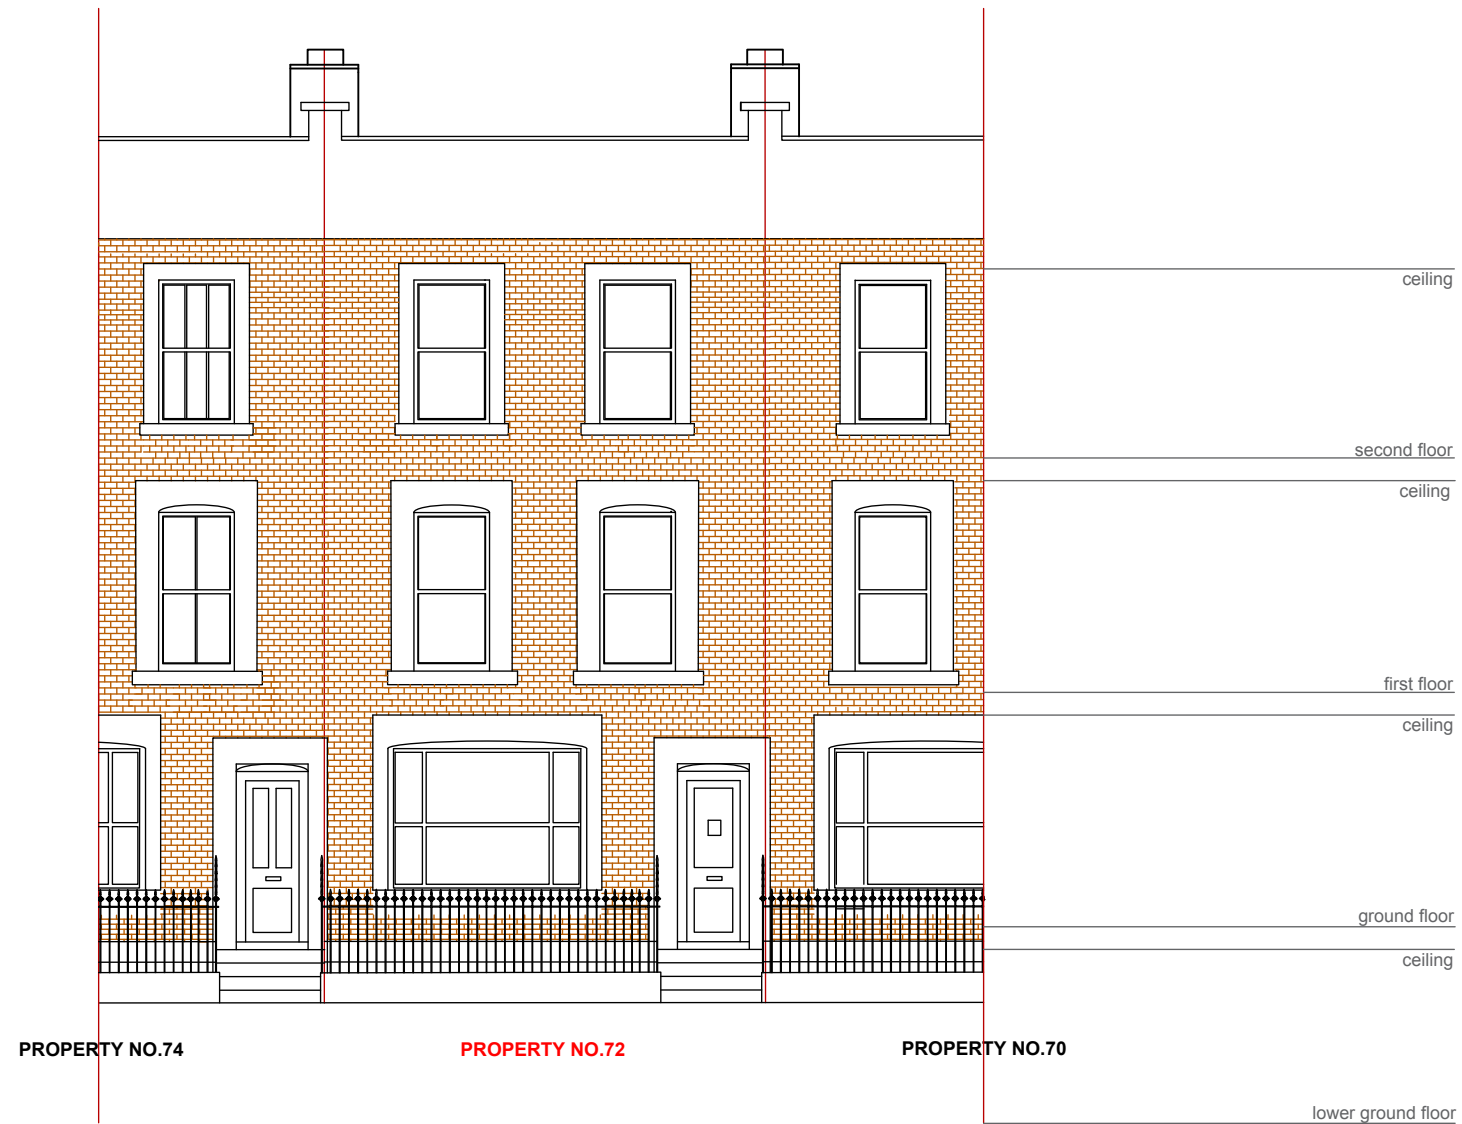 ceiling
second floor
ceiling
first floor
ceiling
ground floor
ceiling
PROPERTY NO.74
PROPERTY NO.72
PROPERTY NO.70
lower ground floor